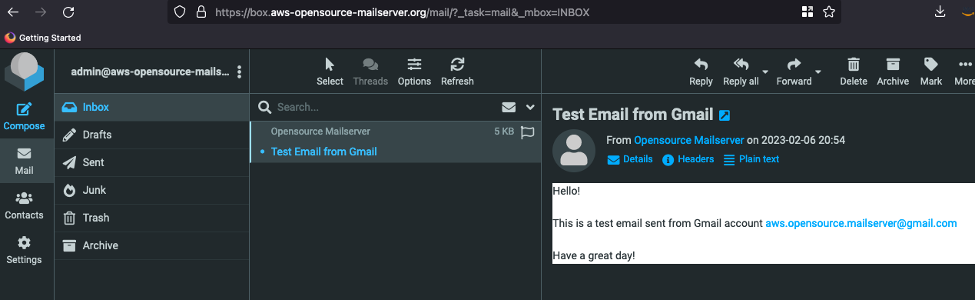 https://box.aws-opensource-mailserver.org/mail/?_task=mail&_mbox=INBOX
Getting Started
admin@aws-opensource-mails...
Select
Threads
Options
Refresh
Reply
Reply all
Forward
Delete
Archive
Mark
More
Compose
Mail
Contacts
Settings
Inbox
Drafts
Sent
Junk
Trash
Archive
Search...
Opensource Mailserver 5 KB
• Test Email from Gmail
Test Email from Gmail
From Opensource Mailserver on 2023-02-06 20:54
Details Headers Plain text
Hello!
This is a test email sent from Gmail account aws.opensource.mailserver@gmail.com
Have a great day!